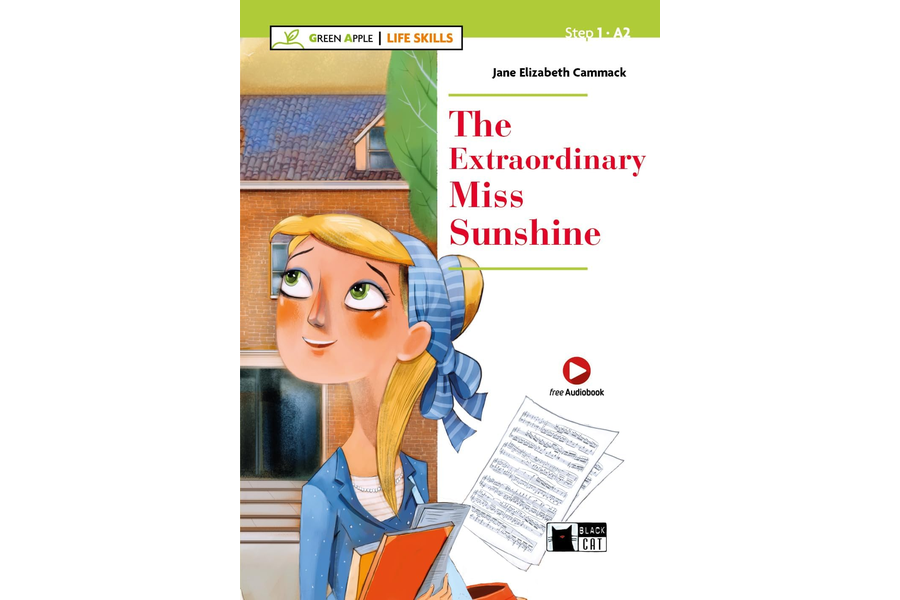 GREEN APPLE | LIFE SKILLS
Step 1 · A2
Jane Elizabeth Cammack
The
Extraordinary
Miss
Sunshine
free Audiobook
BLACK
CAT